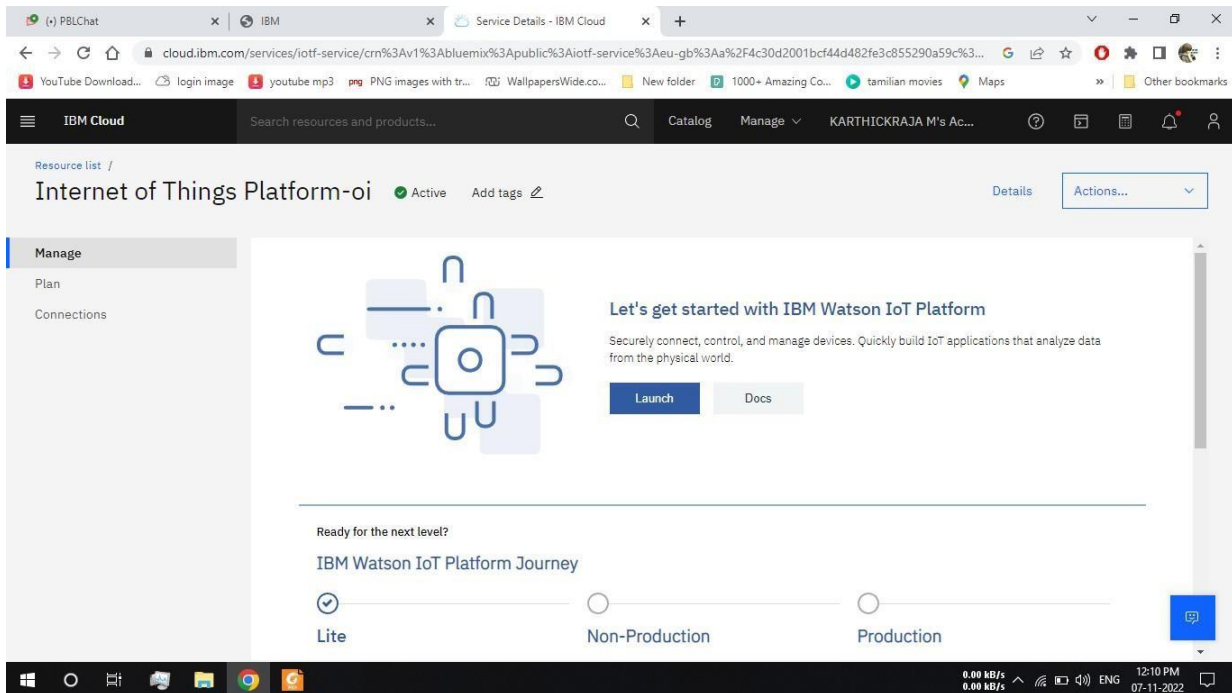 (•) PBLChat
IBM
Service Details - IBM Cloud
cloud.ibm.com/services/iotf-service/crn%3Av1%3Abluemix%3Apublic%3Aiotf-service%3Aeu-gb%3Aa%2F4c30d2001bcf44d482fe3c855290a59c%3...
YouTube Download...
login image
youtube mp3
png PNG images with tr...
WallpapersWide.co...
New folder
1000+ Amazing Co...
tamilian movies
Maps
»
Other bookmarks
IBM Cloud
Search resources and products...
Catalog
Manage
KARTHICKRAJA M's Ac...
Resource list /
Internet of Things Platform-oi
Active
Add tags
Details
Actions...
Manage
Plan
Connections
Let's get started with IBM Watson IoT Platform
Securely connect, control, and manage devices. Quickly build IoT applications that analyze data
from the physical world.
Launch
Docs
Ready for the next level?
IBM Watson IoT Platform Journey
Lite
Non-Production
Production
0.00 kB/s
0.00 kB/s
ENG
12:10 PM
07-11-2022